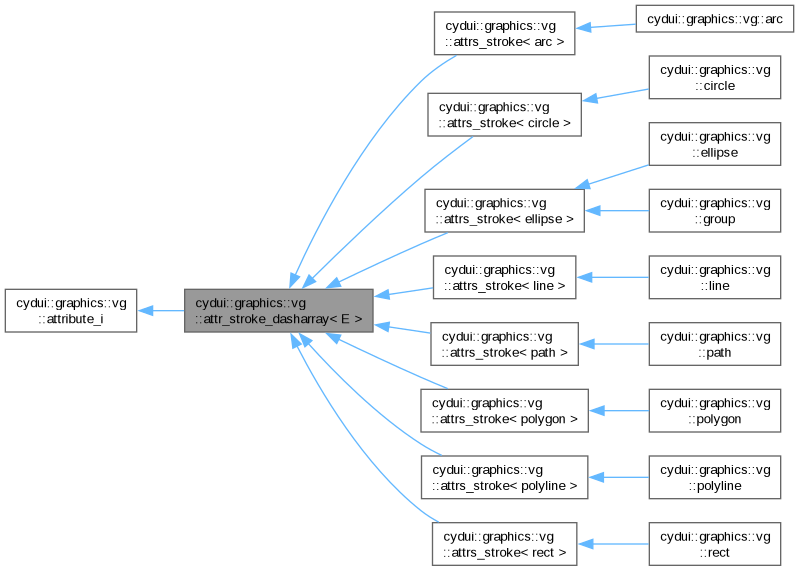 cydui::graphics::vg
::attribute_i
cydui::graphics::vg
::attr_stroke_dasharray< E >
cydui::graphics::vg
::attrs_stroke< arc >
cydui::graphics::vg::arc
cydui::graphics::vg
::attrs_stroke< circle >
cydui::graphics::vg
::circle
cydui::graphics::vg
::attrs_stroke< ellipse >
cydui::graphics::vg
::ellipse
cydui::graphics::vg
::group
cydui::graphics::vg
::attrs_stroke< line >
cydui::graphics::vg
::line
cydui::graphics::vg
::attrs_stroke< path >
cydui::graphics::vg
::path
cydui::graphics::vg
::attrs_stroke< polygon >
cydui::graphics::vg
::polygon
cydui::graphics::vg
::attrs_stroke< polyline >
cydui::graphics::vg
::polyline
cydui::graphics::vg
::attrs_stroke< rect >
cydui::graphics::vg
::rect